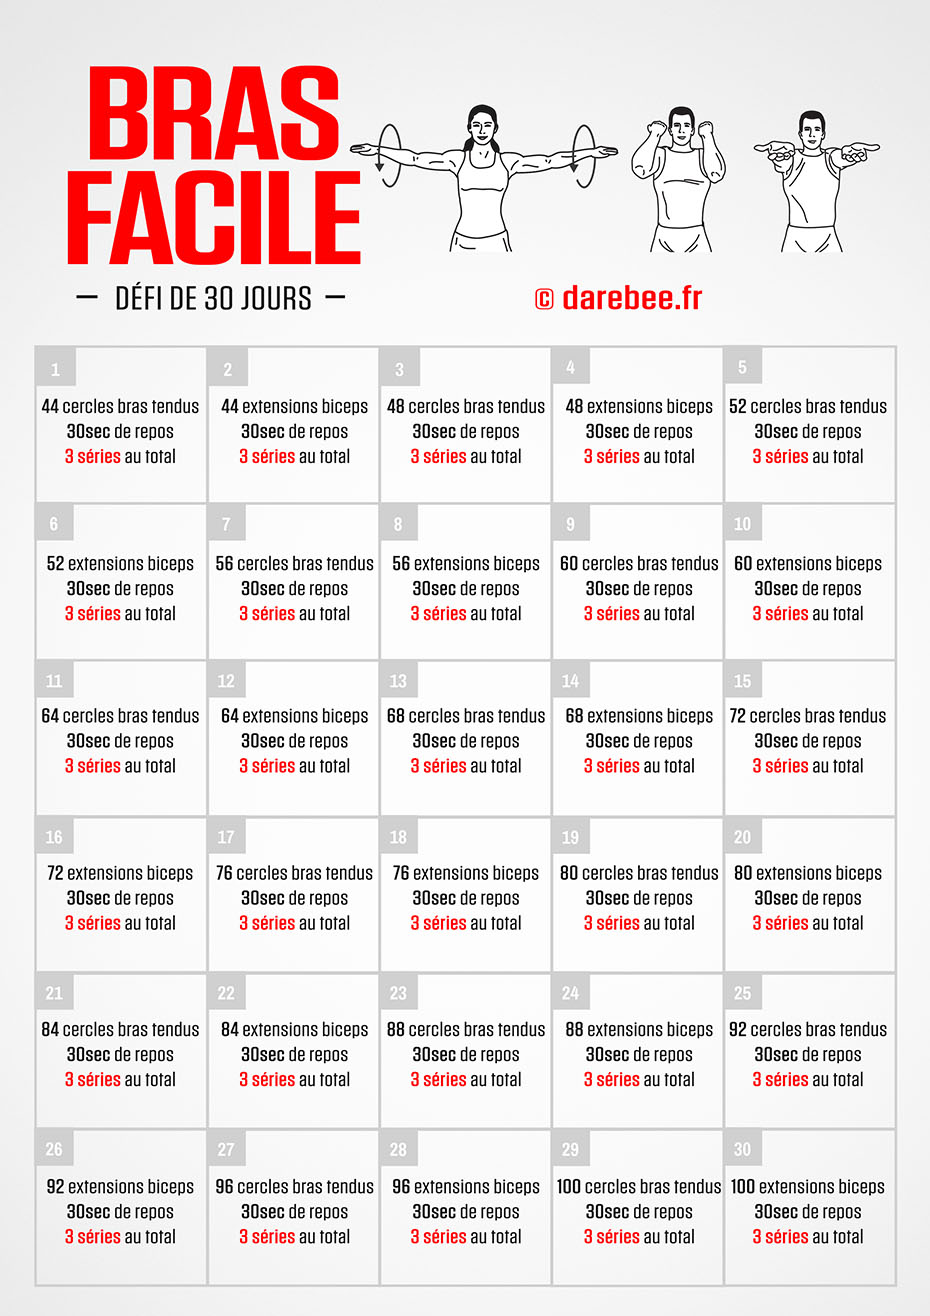 BRAS
FACILE
– DÉFI DE 30 JOURS –
© darebee.fr
1
44 cercles bras tendus
30sec de repos
3 séries au total
2
44 extensions biceps
30sec de repos
3 séries au total
3
48 cercles bras tendus
30sec de repos
3 séries au total
4
48 extensions biceps
30sec de repos
3 séries au total
5
52 cercles bras tendus
30sec de repos
3 séries au total
6
52 extensions biceps
30sec de repos
3 séries au total
7
56 cercles bras tendus
30sec de repos
3 séries au total
8
56 extensions biceps
30sec de repos
3 séries au total
9
60 cercles bras tendus
30sec de repos
3 séries au total
10
60 extensions biceps
30sec de repos
3 séries au total
11
64 cercles bras tendus
30sec de repos
3 séries au total
12
64 extensions biceps
30sec de repos
3 séries au total
13
68 cercles bras tendus
30sec de repos
3 séries au total
14
68 extensions biceps
30sec de repos
3 séries au total
15
72 cercles bras tendus
30sec de repos
3 séries au total
16
72 extensions biceps
30sec de repos
3 séries au total
17
76 cercles bras tendus
30sec de repos
3 séries au total
18
76 extensions biceps
30sec de repos
3 séries au total
19
80 cercles bras tendus
30sec de repos
3 séries au total
20
80 extensions biceps
30sec de repos
3 séries au total
21
84 cercles bras tendus
30sec de repos
3 séries au total
22
84 extensions biceps
30sec de repos
3 séries au total
23
88 cercles bras tendus
30sec de repos
3 séries au total
24
88 extensions biceps
30sec de repos
3 séries au total
25
92 cercles bras tendus
30sec de repos
3 séries au total
26
92 extensions biceps
30sec de repos
3 séries au total
27
96 cercles bras tendus
30sec de repos
3 séries au total
28
96 extensions biceps
30sec de repos
3 séries au total
29
100 cercles bras tendus
30sec de repos
3 séries au total
30
100 extensions biceps
30sec de repos
3 séries au total